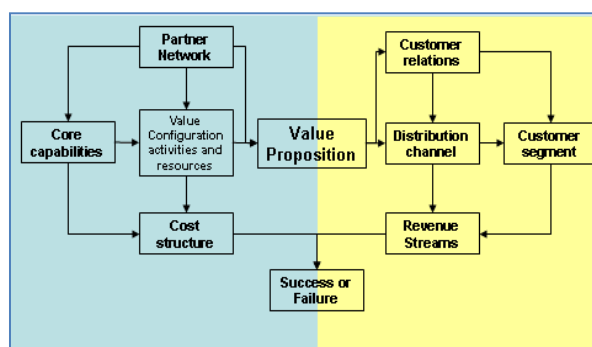 Partner
Network
Customer
relations
Core
capabilities
Value
Configuration
activities and
resources
Value
Proposition
Distribution
channel
Customer
segment
Cost
structure
Revenue
Streams
Success or
Failure